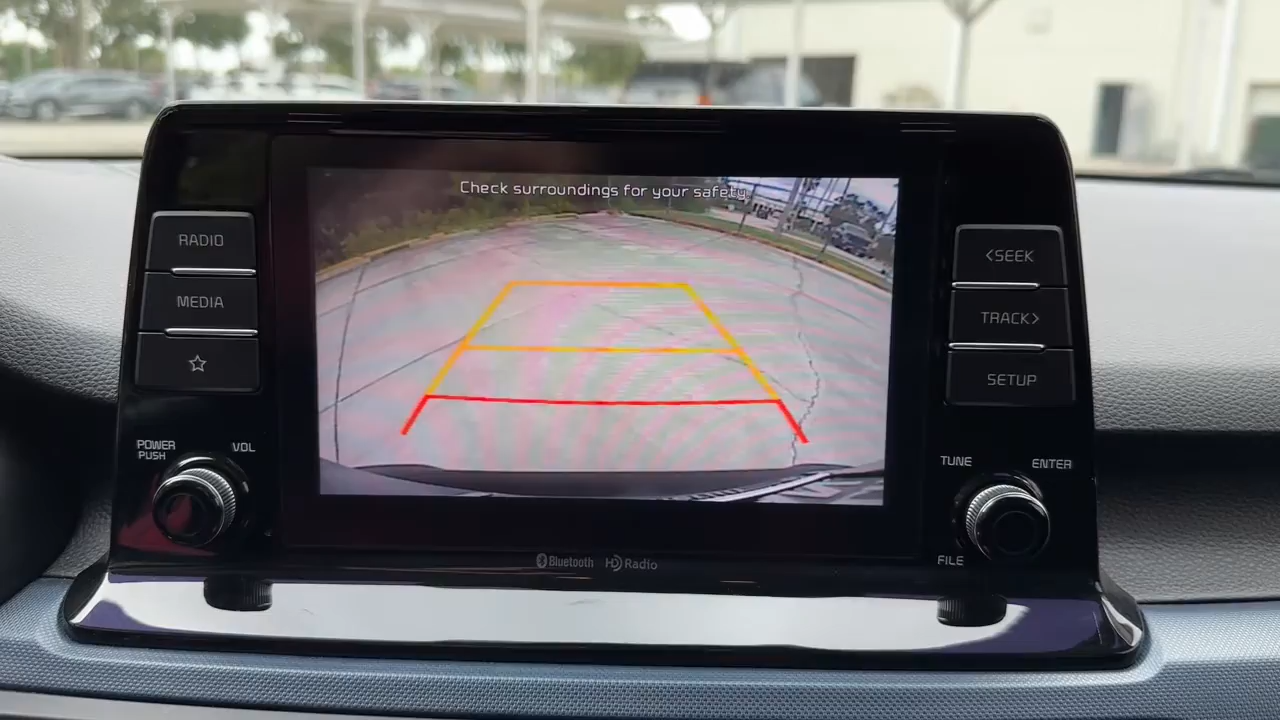 Check surroundings for your safety.
RADIO
MEDIA
<SEEK
TRACK>
SETUP
POWER
PUSH
VOL
TUNE
ENTER
FILE
Bluetooth
HD Radio